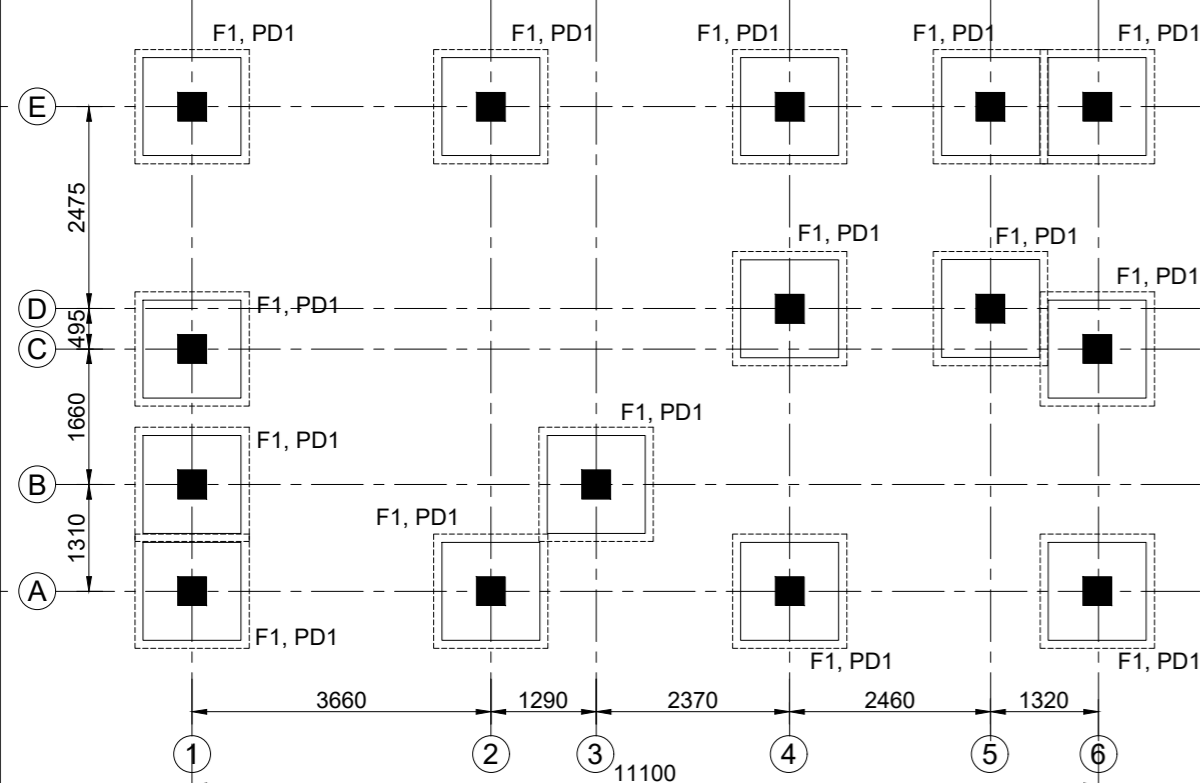 F1, PD1 F1, PD1 F1, PD1 F1, PD1 F1, PD1
E
2475
F1, PD1 F1, PD1
F1, PD1
D F1, PD1
495
C
1660
F1, PD1
F1, PD1
B
F1, PD1
1310
A
F1, PD1
F1, PD1 F1, PD1
3660 1290 2370 2460 1320
1 2 3 4 5 6
11100